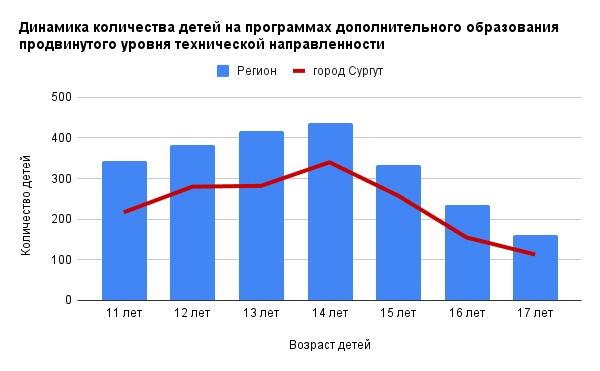 Динамика количества детей на программах дополнительного образования
продвинутого уровня технической направленности
Регион
город Сургут
Количество детей
500
400
300
200
100
0
11 лет
12 лет
13 лет
14 лет
15 лет
16 лет
17 лет
Возраст детей